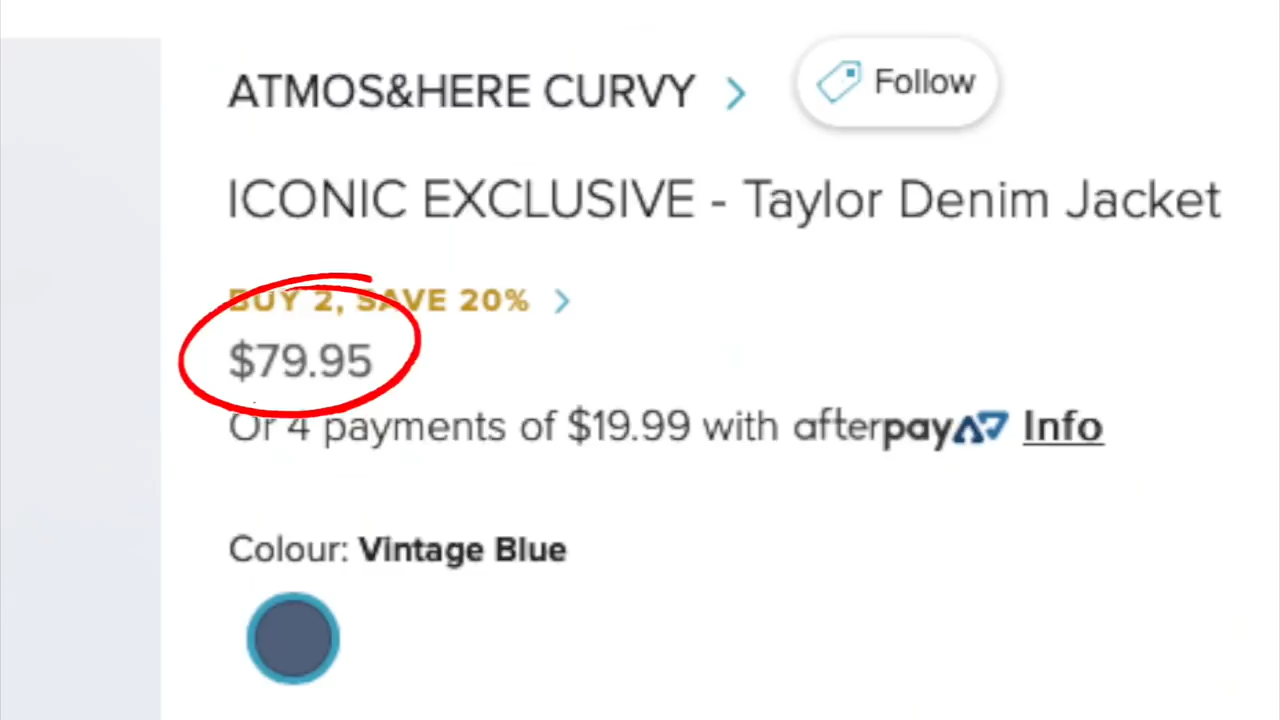 ATMOS&HERE CURVY
Follow
ICONIC EXCLUSIVE - Taylor Denim Jacket
BUY 2, SAVE 20%
$79.95
Or 4 payments of $19.99 with afterpay Info
Colour: Vintage Blue